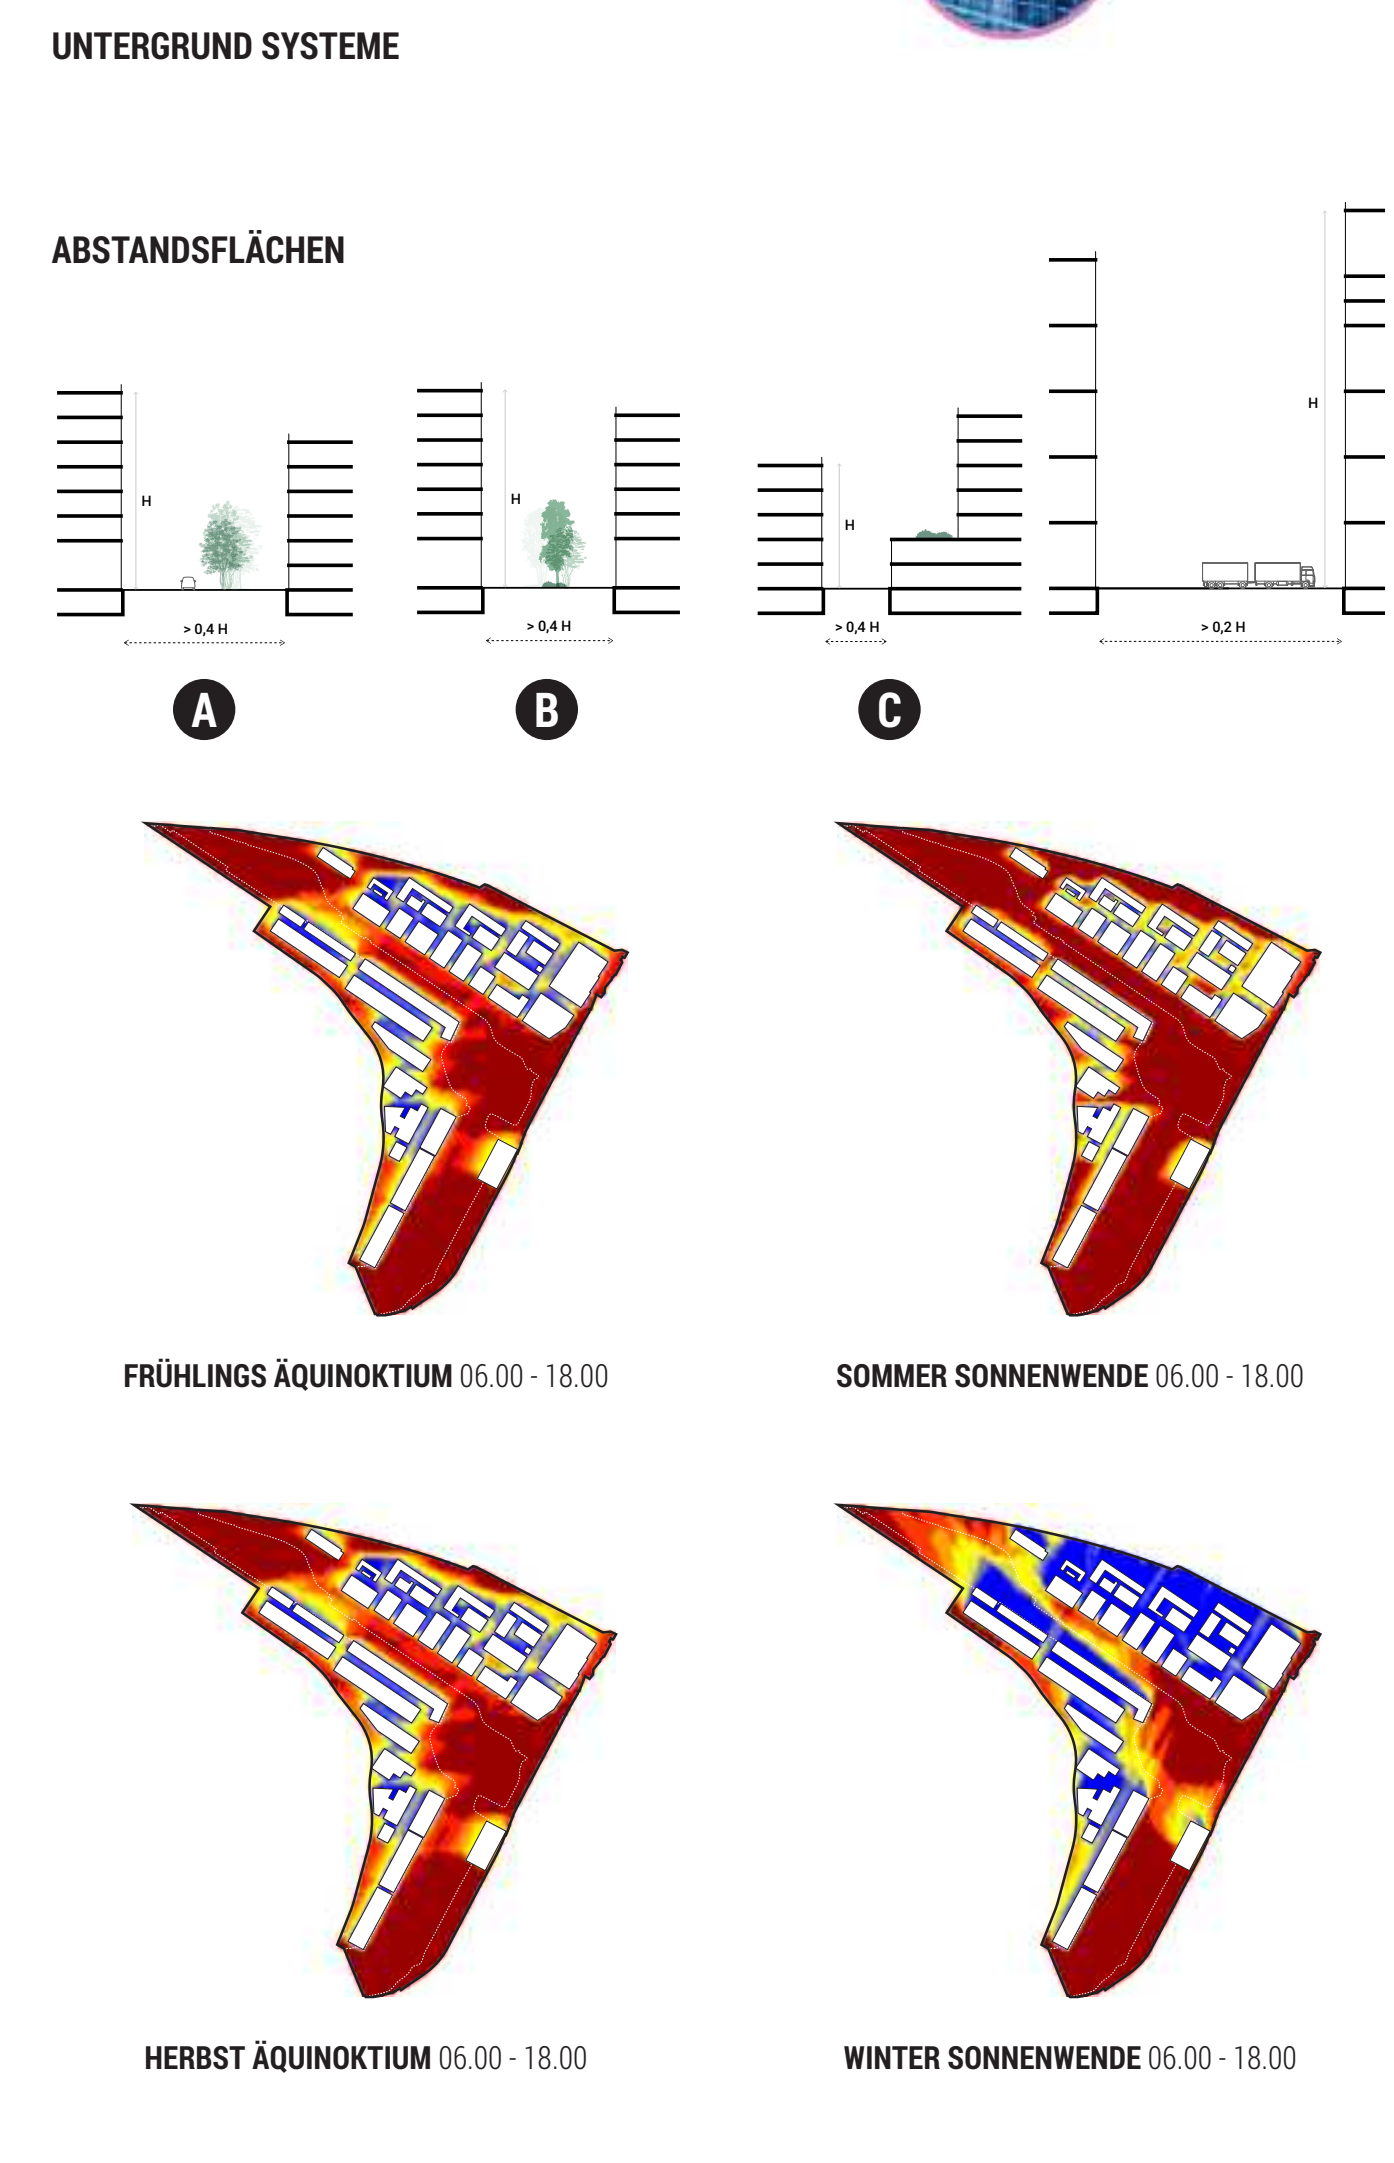 UNTERGRUND SYSTEME
ABSTANDSFLÄCHEN
H
H
H
H
> 0,4 H
> 0,4 H
> 0,4 H
> 0,2 H
A
B
C
FRÜHLINGS ÄQUINOKTIUM 06.00 - 18.00
SOMMER SONNENWENDE 06.00 - 18.00
HERBST ÄQUINOKTIUM 06.00 - 18.00
WINTER SONNENWENDE 06.00 - 18.00